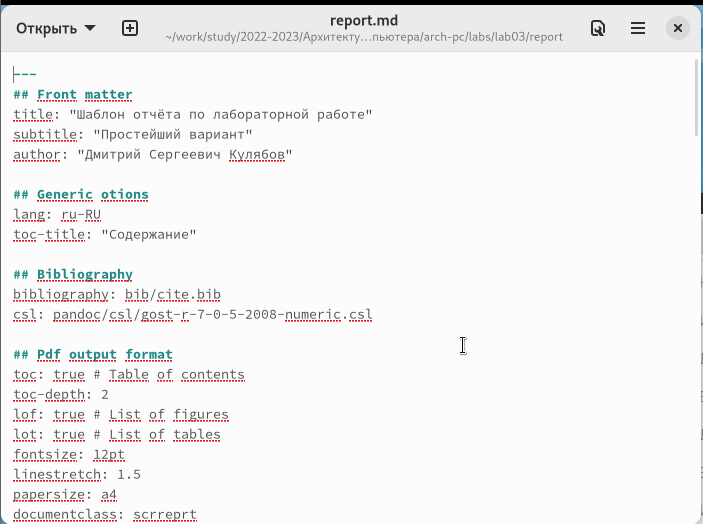 Открыть
report.md
~/work/study/2022-2023/Архитекту…пьютера/arch-pc/labs/lab03/report
---
## Front matter
title: "Шаблон отчёта по лабораторной работе"
subtitle: "Простейший вариант"
author: "Дмитрий Сергеевич Кулябов"
## Generic otions
lang: ru-RU
toc-title: "Содержание"
## Bibliography
bibliography: bib/cite.bib
csl: pandoc/csl/gost-r-7-0-5-2008-numeric.csl
## Pdf output format
toc: true # Table of contents
toc-depth: 2
lof: true # List of figures
lot: true # List of tables
fontsize: 12pt
linestretch: 1.5
papersize: a4
documentclass: scrreprt